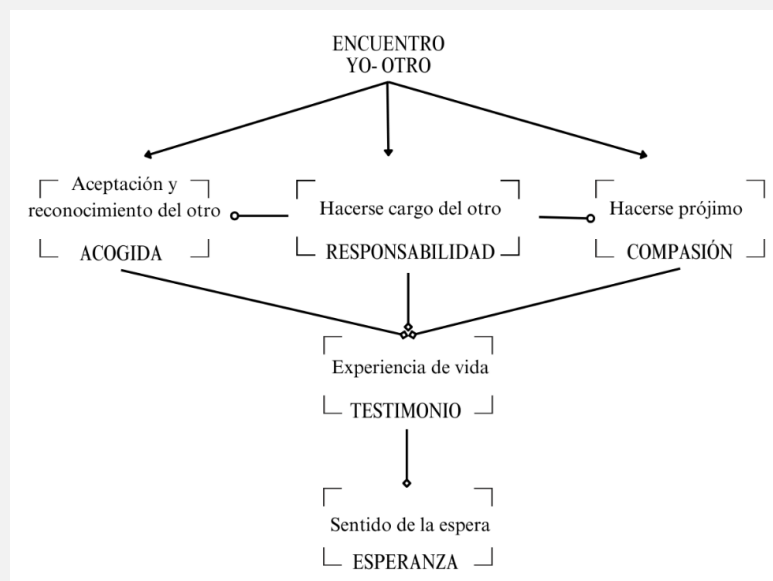 ENCUENTRO
YO- OTRO
Aceptación y
reconocimiento del otro
ACOGIDA
Hacerse cargo del otro
RESPONSABILIDAD
Hacerse prójimo
COMPASIÓN
Experiencia de vida
TESTIMONIO
Sentido de la espera
ESPERANZA